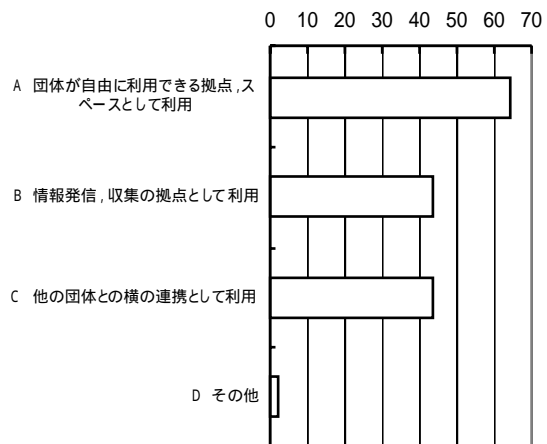 0 10 20 30 40 50 60 70
A 団体が自由に利用できる拠点,ス
ペースとして利用
B 情報発信,収集の拠点として利用
C 他の団体との横の連携として利用
D その他